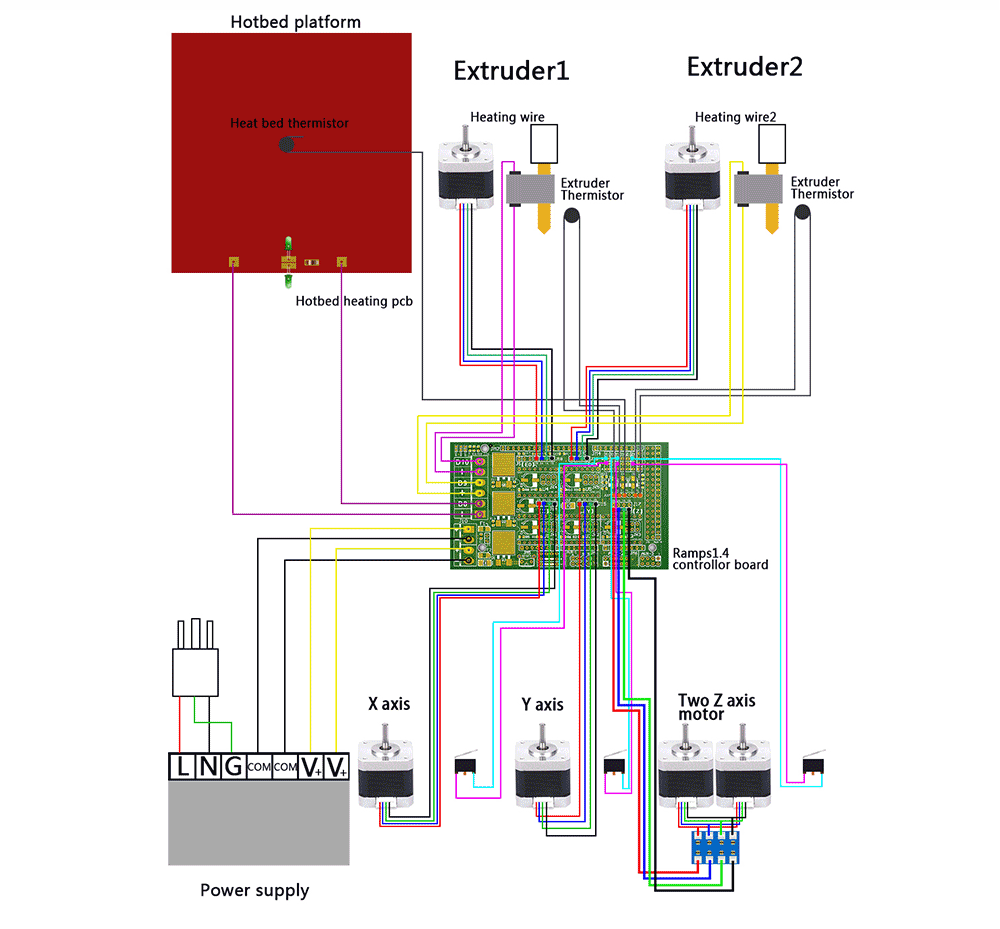 Hotbed platform
Extruder1
Extruder2
Heating wire
Heating wire2
Heat bed thermistor
Extruder
Thermistor
Extruder
Thermistor
Hotbed heating pcb
Ramps1.4
controllor board
X axis
Y axis
Two Z axis
motor
L N G COM COM V+ V+
Power supply